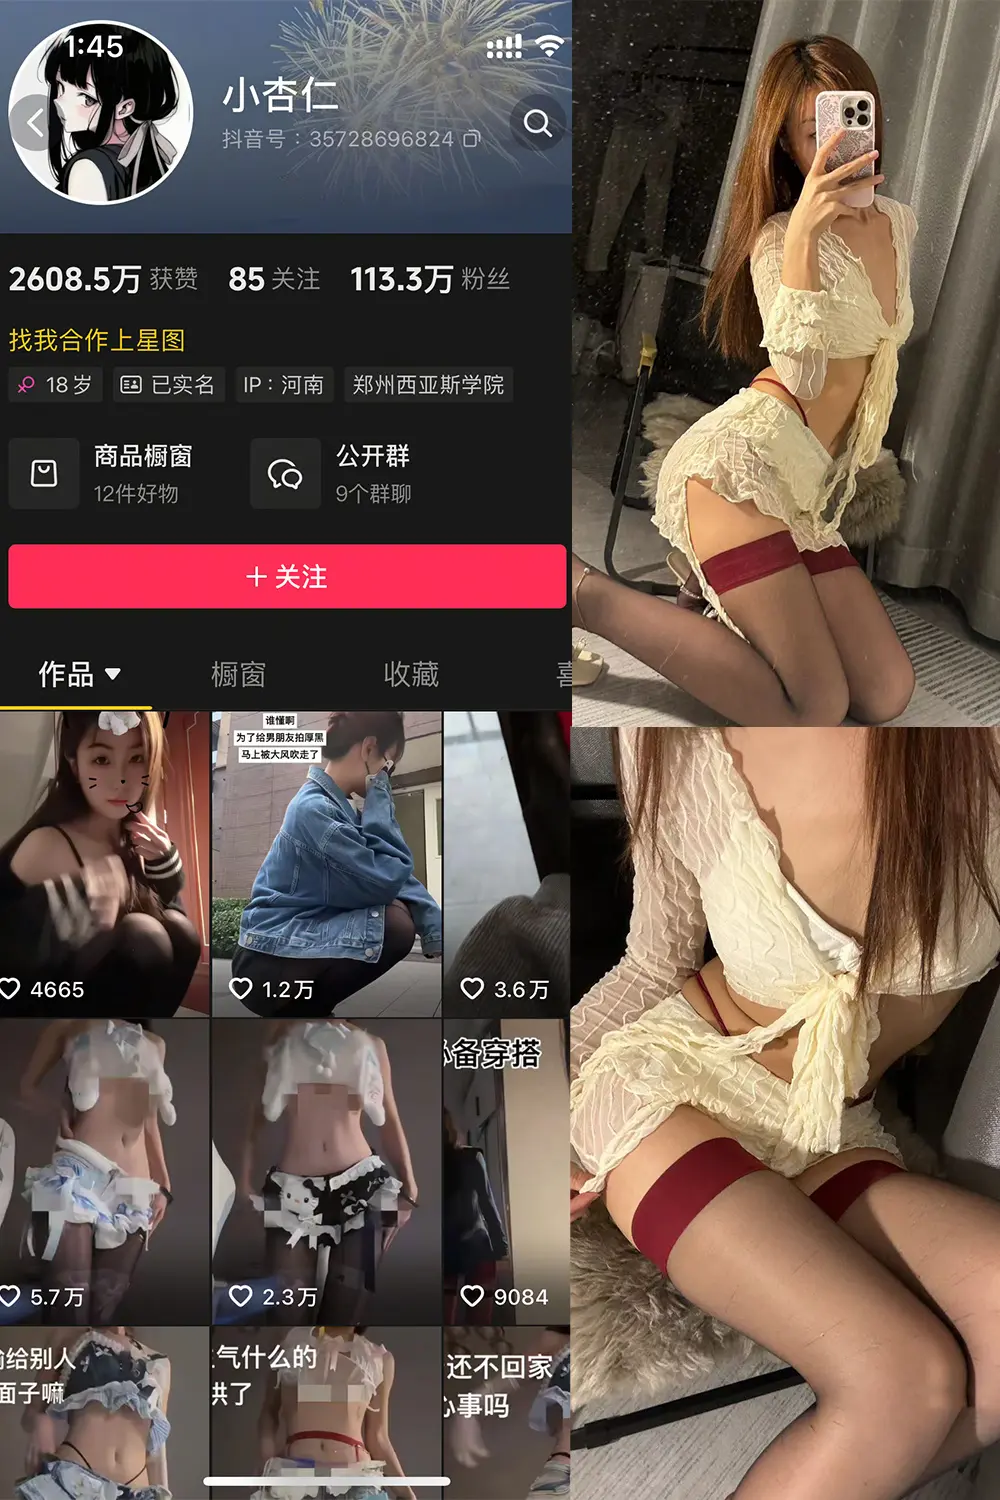 1:45
小杏仁
抖音号：35728696824
2608.5万 获赞 85 关注 113.3万 粉丝
找我合作上星图
18岁 已实名 IP：河南 郑州西亚斯学院
商品橱窗
12件好物
公开群
9个群聊
＋关注
作品 橱窗 收藏 喜
谁懂啊
为了给男朋友拍厚黑
马上被大风吹走了
4665
1.2万
3.6万
备穿搭
5.7万
2.3万
9084
给别人
面子嘛
气什么的
哄了
还不回家
心事吗